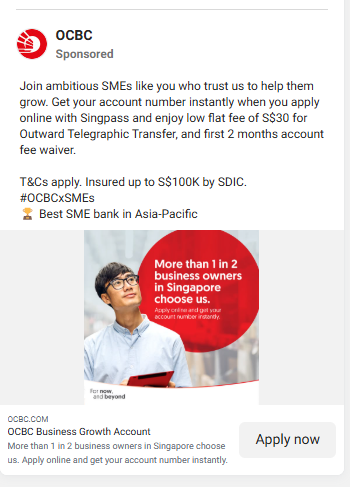 OCBC
Sponsored
Join ambitious SMEs like you who trust us to help them
grow. Get your account number instantly when you apply
online with Singpass and enjoy low flat fee of S$30 for
Outward Telegraphic Transfer, and first 2 months account
fee waiver.
T&Cs apply. Insured up to S$100K by SDIC.
#OCBCxSMEs
🏆 Best SME bank in Asia-Pacific
More than 1 in 2
business owners
in Singapore
choose us.
Apply online and get your
account number instantly.
For now,
and beyond
OCBC.COM
OCBC Business Growth Account
More than 1 in 2 business owners in Singapore choose
us. Apply online and get your account number instantly.
Apply now